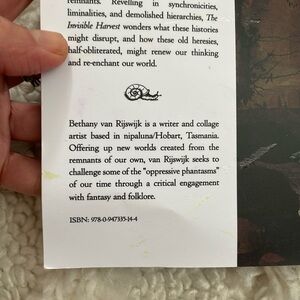 remnants. Revelling in synchronicities,
liminalities, and demolished hierarchies, The
Invisible Harvest wonders what these histories
might disrupt, and how these old heresies,
half-obliterated, might renew our thinking
and re-enchant our world.
Bethany van Rijswijk is a writer and collage
artist based in nipaluna/Hobart, Tasmania.
Offering up new worlds created from the
remnants of our own, van Rijswijk seeks to
challenge some of the "oppressive phantasms"
of our time through a critical engagement
with fantasy and folklore.
ISBN: 978-0-947335-14-4